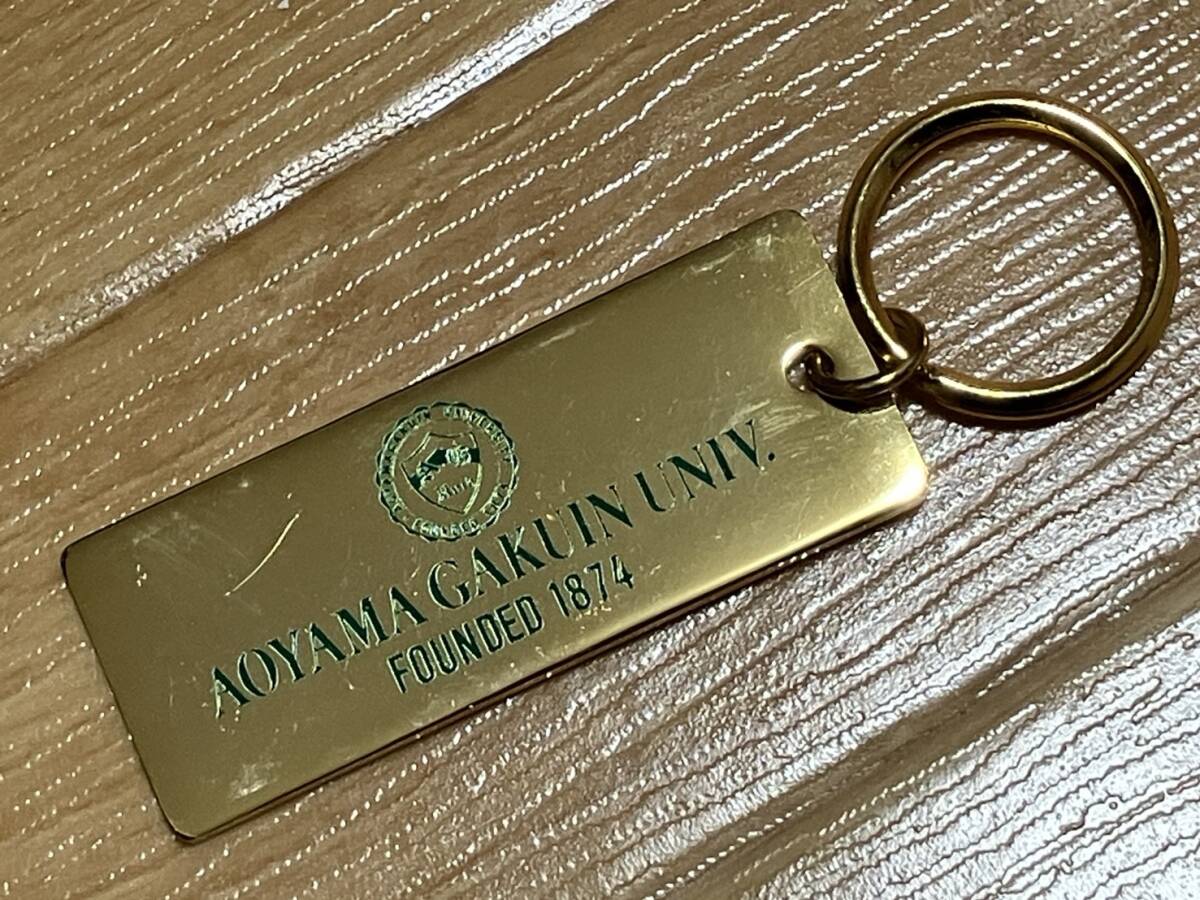 AOYAMA GAKUIN UNIV.
FOUNDED 1874